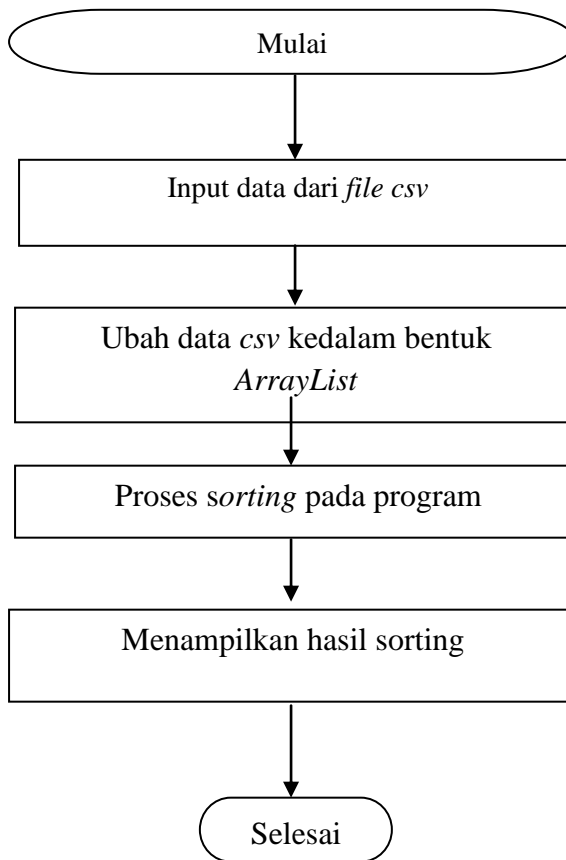 Mulai
Input data dari file csv
Ubah data csv kedalam bentuk
ArrayList
Proses sorting pada program
Menampilkan hasil sorting
Selesai